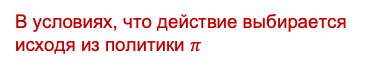 В условиях, что действие выбирается
исходя из политики π